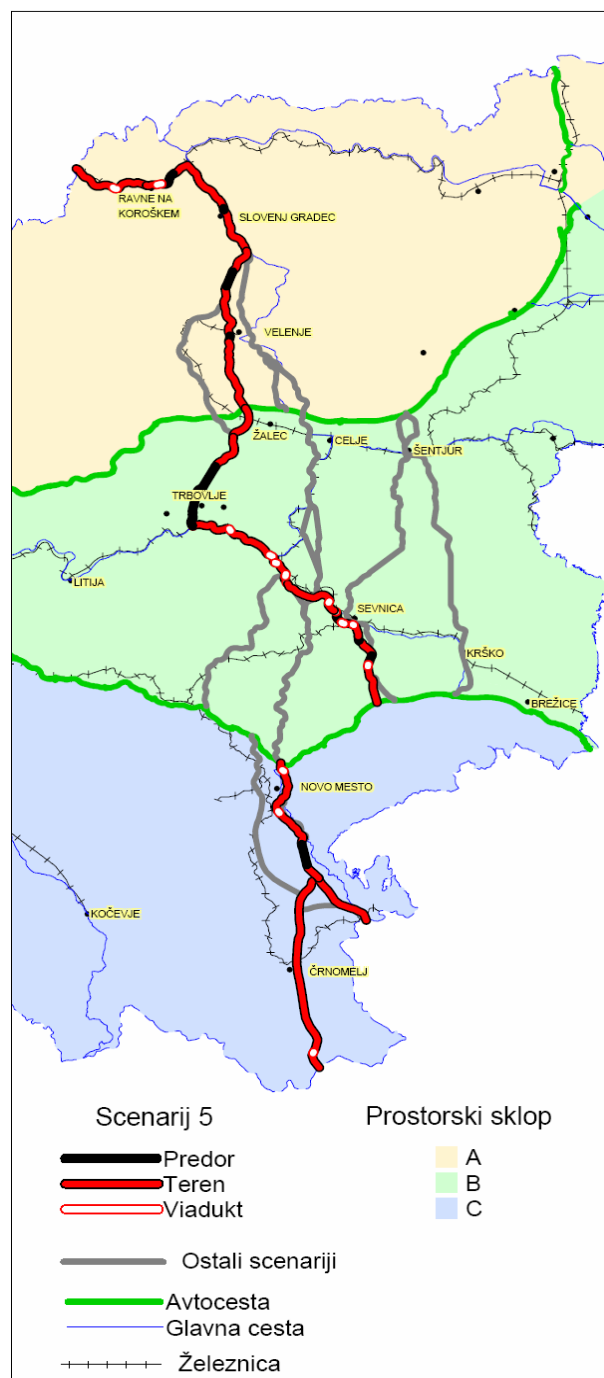 RAVNE NA
KOROŠKEM
SLOVENJ GRADEC
VELENJE
ŽALEC
CELJE
ŠENTJUR
TRBOVLJE
LITIJA
SEVNICA
KRŠKO
BREŽICE
NOVO MESTO
KOČEVJE
ČRNOMELJ
Scenarij 5
Prostorski sklop
Predor
A
Teren
B
Viadukt
C
Ostali scenariji
Avtocesta
Glavna cesta
Železnica